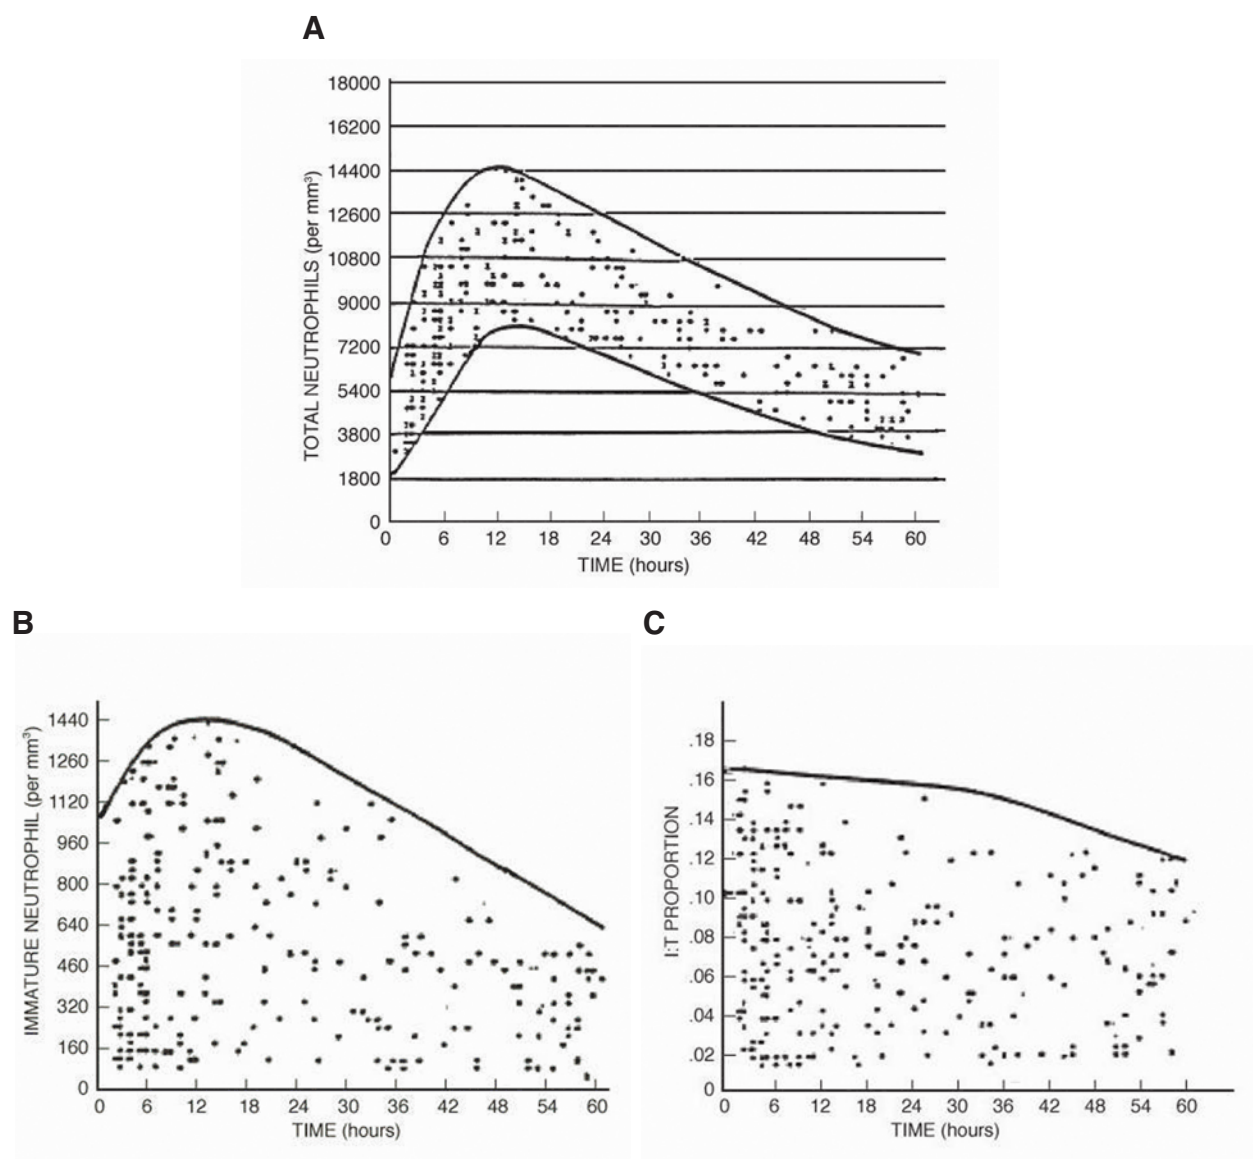 A
18000
16200
14400
12600
10800
9000
7200
5400
3800
1800
0
TOTAL NEUTROPHILS (per mm³)
0 6 12 18 24 30 36 42 48 54 60
TIME (hours)
B
1440
1260
1120
960
800
640
460
320
160
0
IMMATURE NEUTROPHIL (per mm³)
0 6 12 18 24 30 36 42 48 54 60
TIME (hours)
C
.18
.16
.14
.12
.10
.08
.06
.04
.02
0
I:T PROPORTION
0 6 12 18 24 30 36 42 48 54 60
TIME (hours)